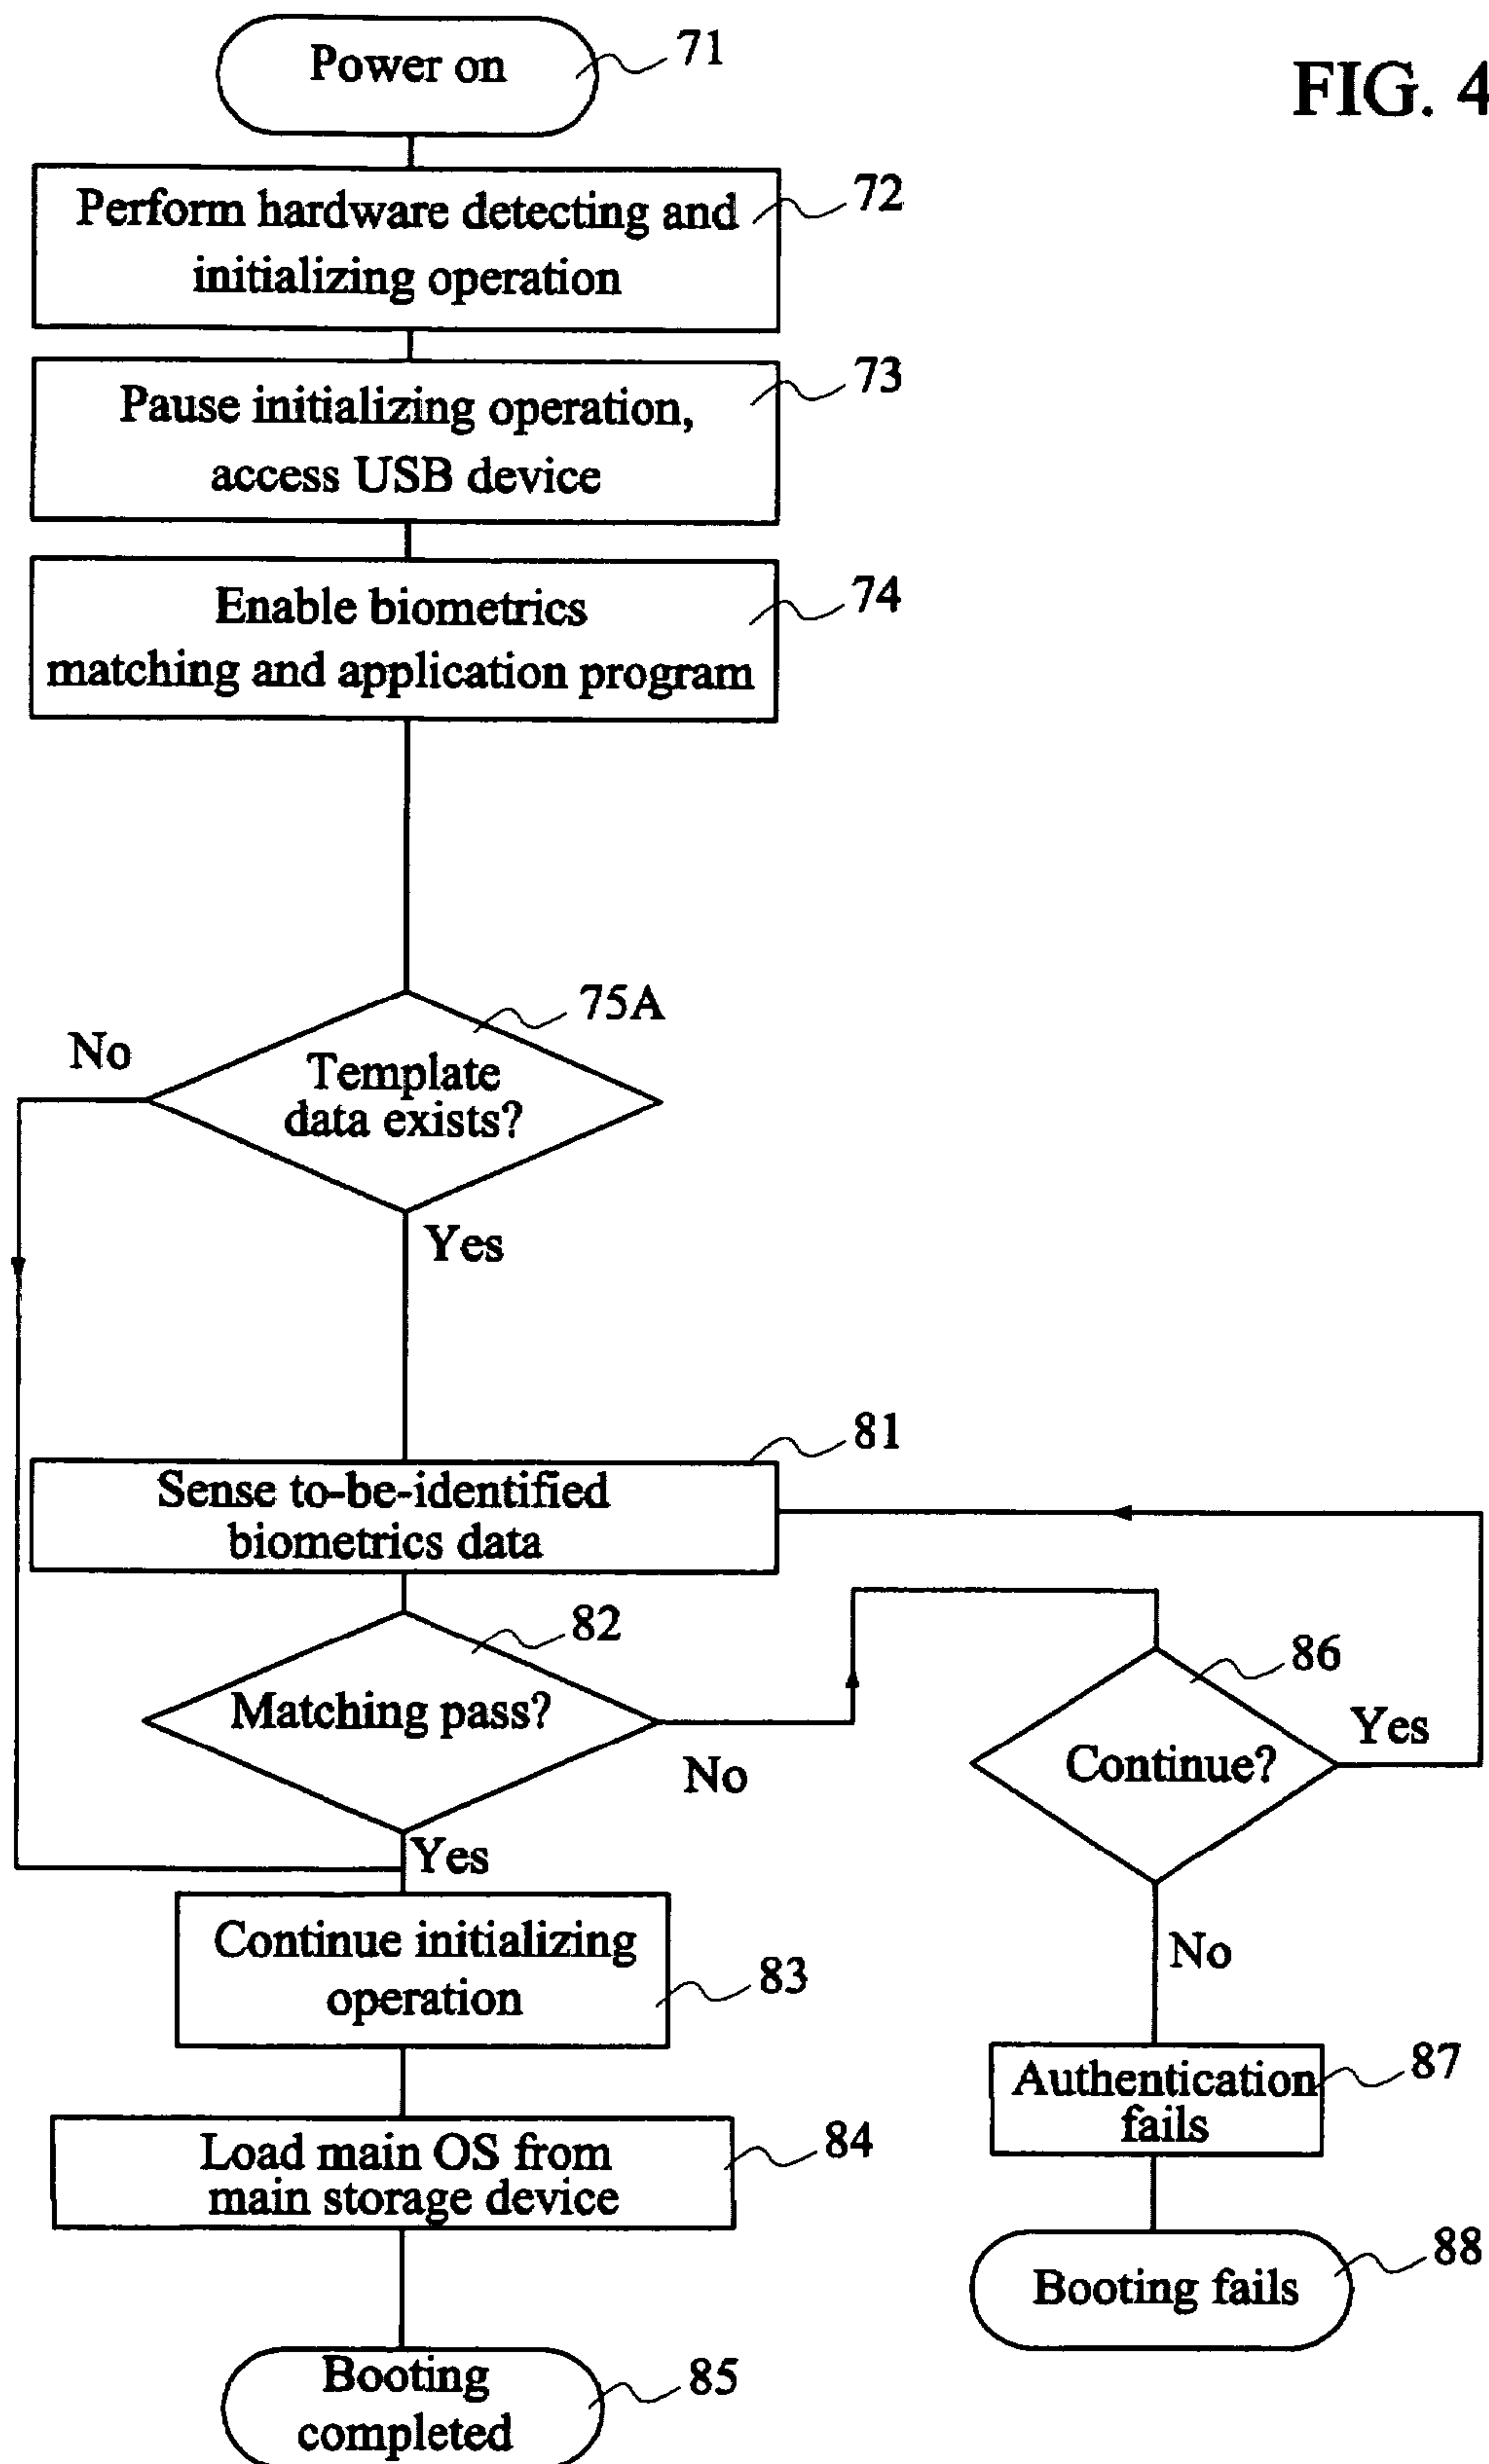 FIG. 4
Power on
71
Perform hardware detecting and
initializing operation
72
Pause initializing operation,
access USB device
73
Enable biometrics
matching and application program
74
Template
data exists?
75A
No
Yes
Sense to-be-identified
biometrics data
81
Matching pass?
82
No
Yes
Continue?
86
Yes
No
Continue initializing
operation
83
Authentication
fails
87
Load main OS from
main storage device
84
Booting fails
88
Booting
completed
85